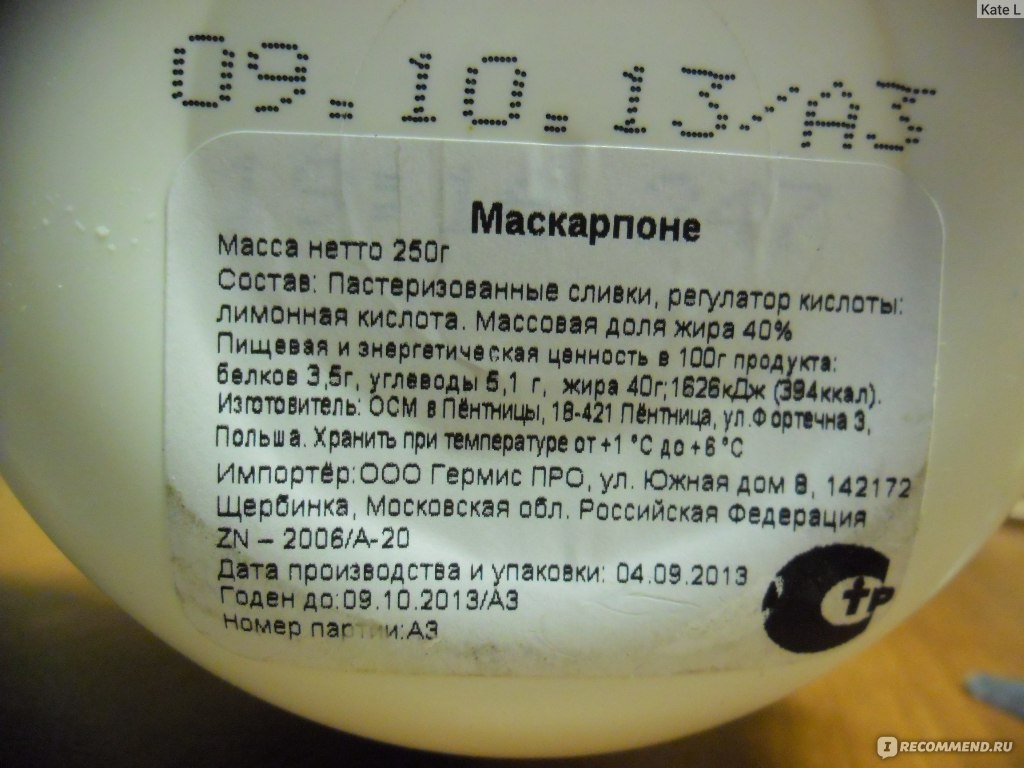 Kate L
09.10.13/A3
Маскарпоне
Масса нетто 250г
Состав: Пастеризованные сливки, регулатор кислоты:
лимонная кислота. Массовая доля жира 40%
Пищевая и энергетическая ценность в 100г продукта:
белков 3,5г, углеводы 5,1 г, жира 40г;1626кДж (394ккал).
Изготовитель: ОСМ в Пёнтницы, 18-421 Пёнтница, ул.Фортечна 3,
Польша. Хранить при температуре от +1 °C до +6 °C
Импортёр:ООО Гермис ПРО, ул. Южная дом 8, 142172
Щербинка, Московская обл. Российская Федерация
ZN – 2006/A-20
Дата производства и упаковки: 04.09.2013
Годен до:09.10.2013/А3
Номер партии:А3
СтР
IRECOMMEND.RU